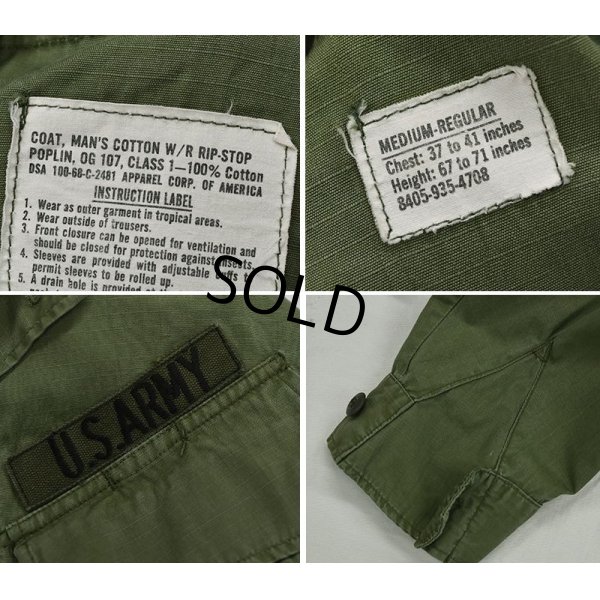 COAT, MAN'S COTTON W/R RIP-STOP
POPLIN, OG 107, CLASS 1—100% Cotton
DSA 100-68-C-2481 APPAREL CORP. OF AMERICA
INSTRUCTION LABEL
1. Wear as outer garment in tropical areas.
2. Wear outside of trousers.
3. Front closure can be opened for ventilation and
should be closed for protection against insects.
4. Sleeves are provided with adjustable cuffs to
permit sleeves to be rolled up.
5. A drain hole is provided at the
MEDIUM-REGULAR
Chest: 37 to 41 inches
Height: 67 to 71 inches
8405-935-4708
SOLD
U.S.ARMY